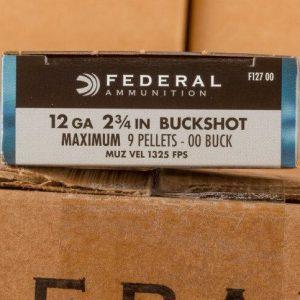 FEDERAL
AMMUNITION
F127 00
12 GA 2¾ IN BUCKSHOT
MAXIMUM 9 PELLETS - 00 BUCK
MUZ VEL 1325 FPS